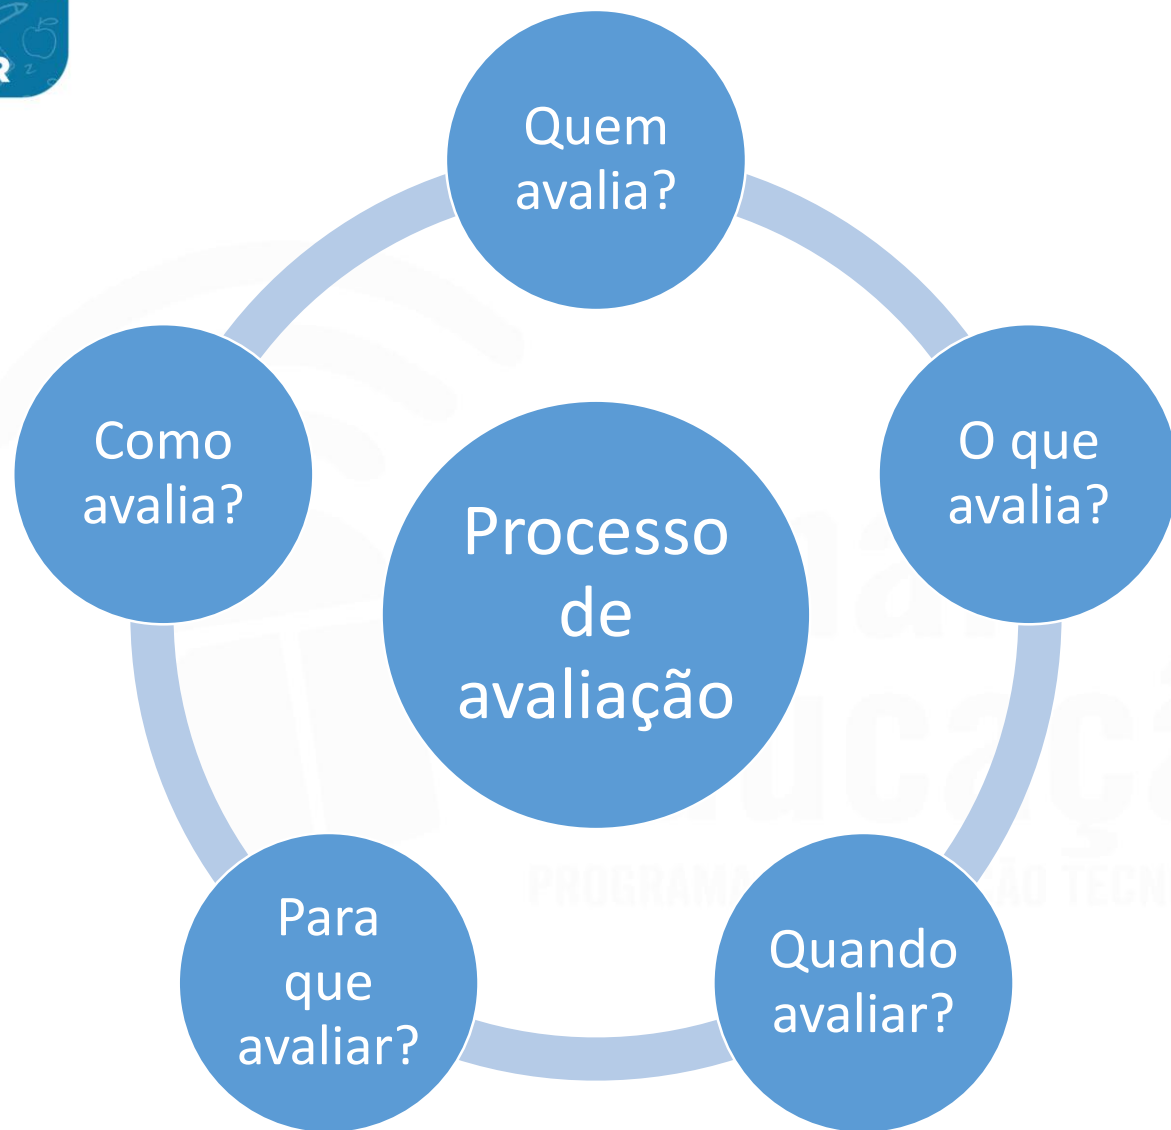 R
Quem
avalia?
O que
avalia?
Quando
avaliar?
Para
que
avaliar?
Como
avalia?
Processo
de
avaliação